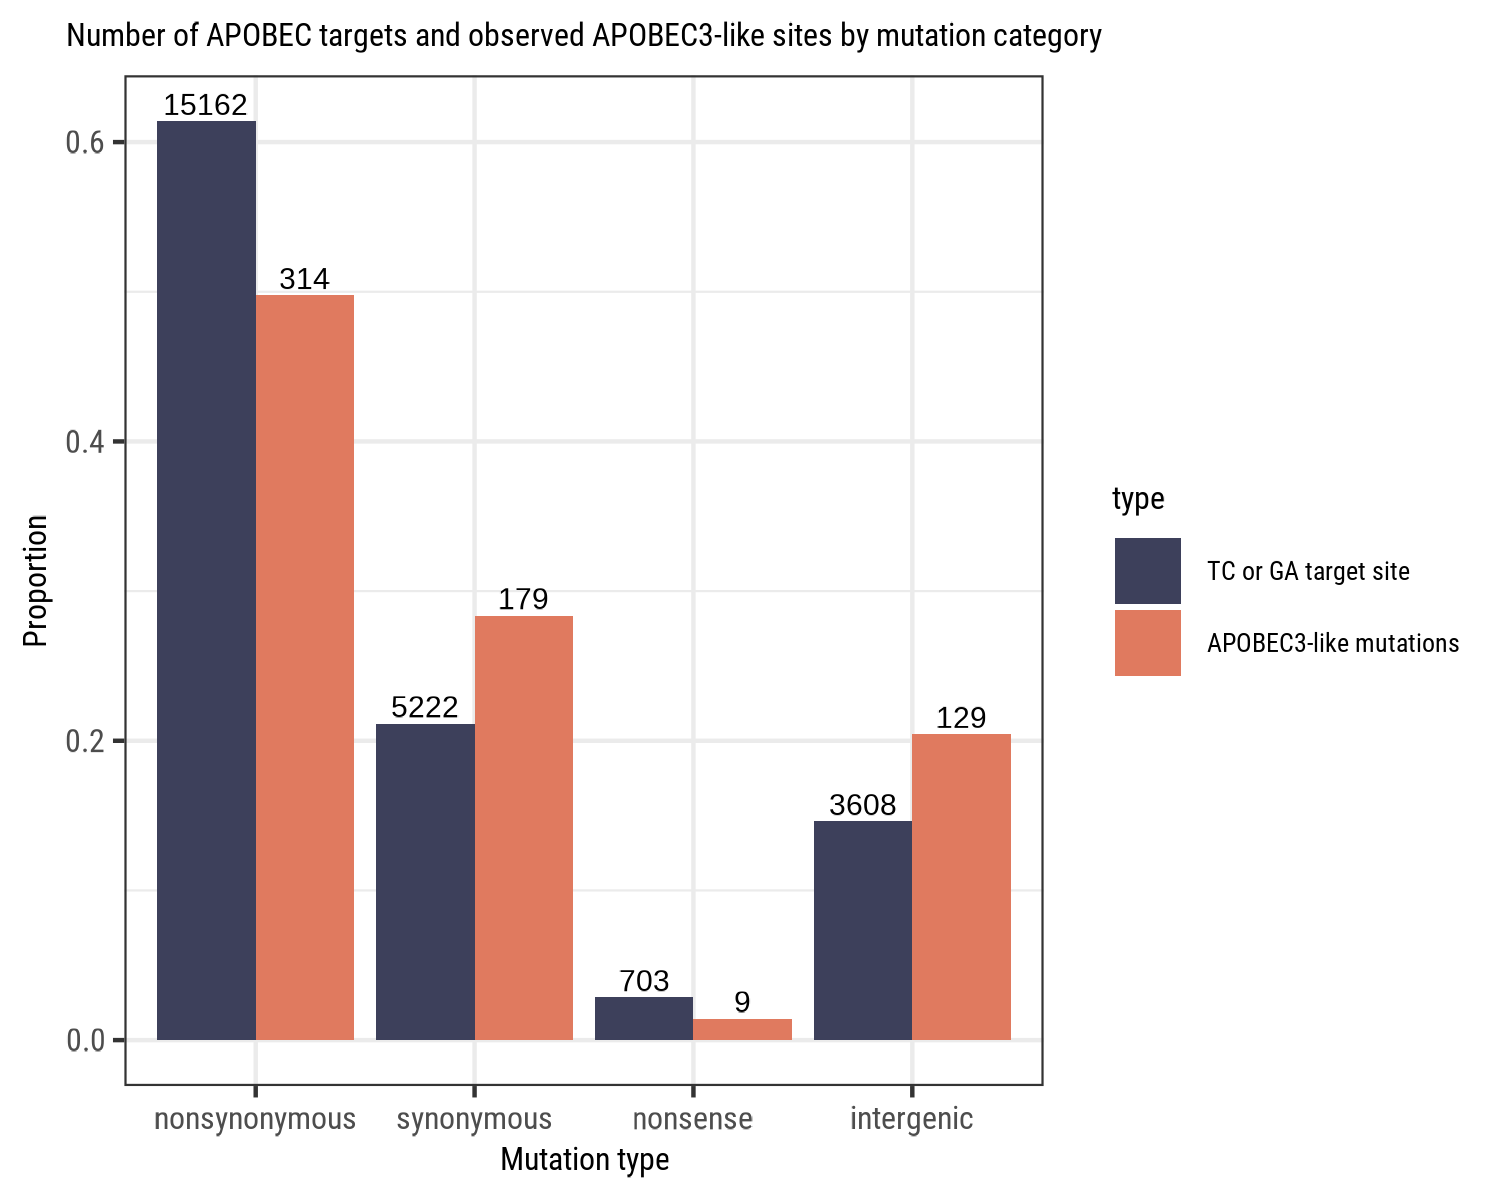 Number of APOBEC targets and observed APOBEC3-like sites by mutation category
15162
0.6
314
0.4
type
TC or GA target site
APOBEC3-like mutations
Proportion
179
5222
0.2
129
3608
703
9
0.0
nonsynonymous synonymous nonsense intergenic
Mutation type